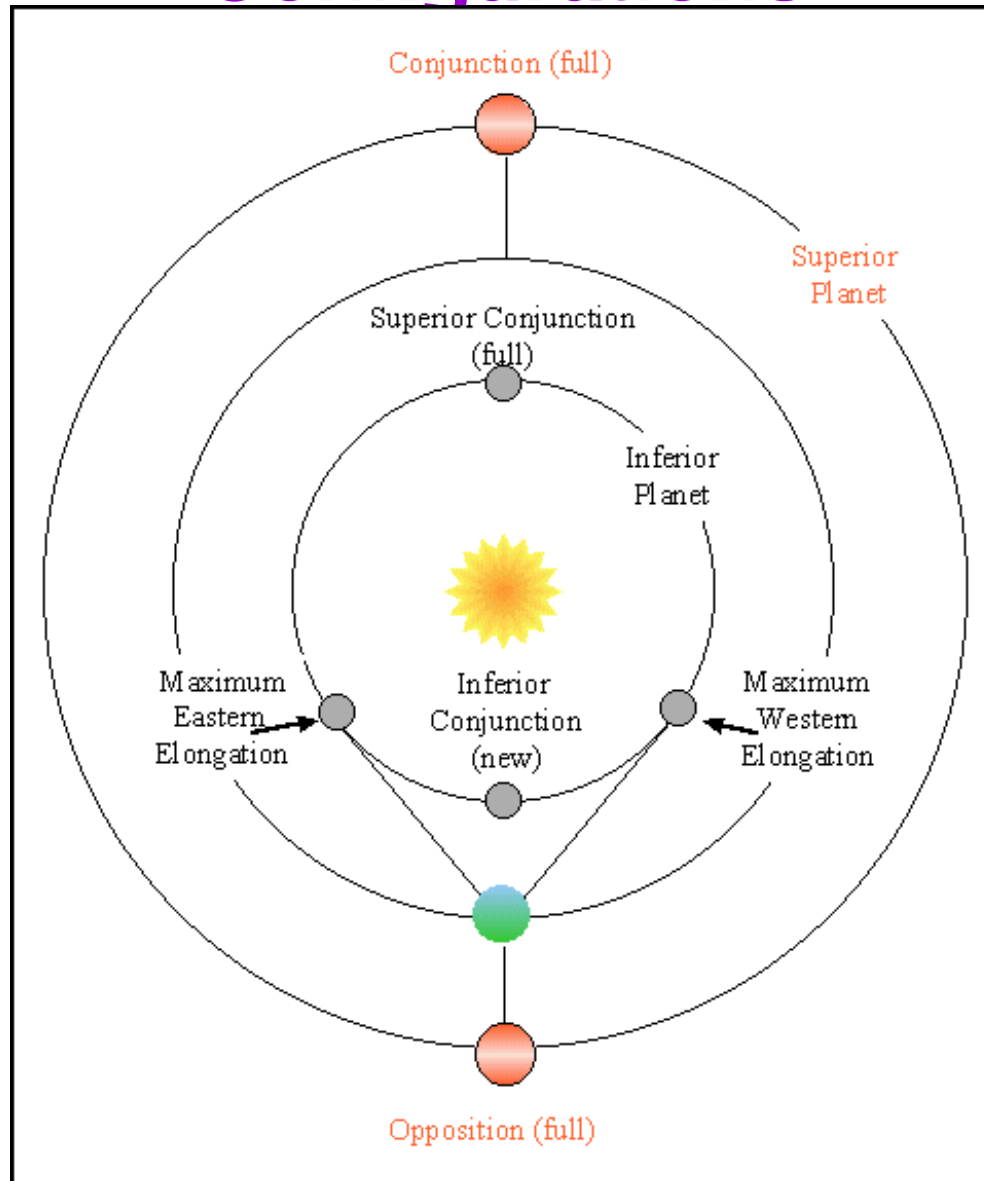 Conjunction (full)
Superior
Planet
Superior Conjunction
(full)
Inferior
Planet
Maximum
Eastern
Elongation
Inferior
Conjunction
(new)
Maximum
Western
Elongation
Opposition (full)